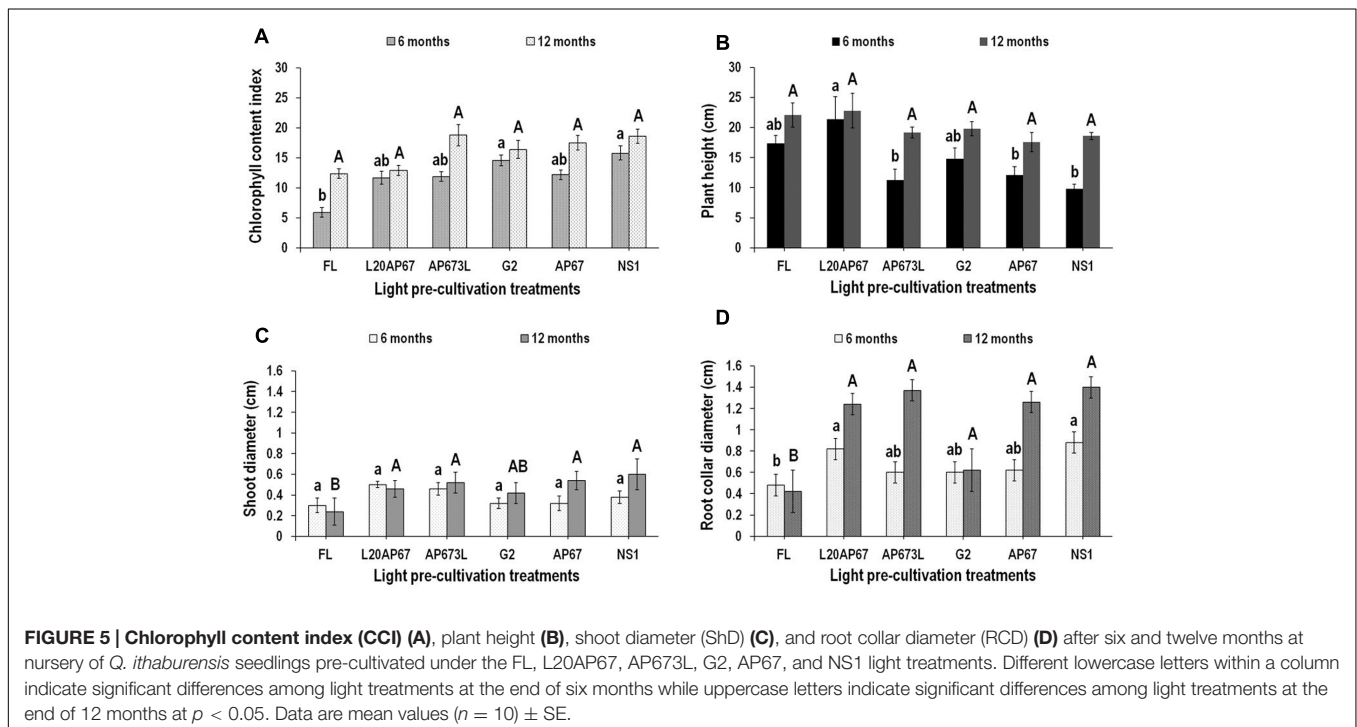 A
6 months 12 months
Chlorophyll content index
30
25
20
15
10
5
0
b A ab A ab A a A ab A a A
FL L20AP67 AP673L G2 AP67 NS1
Light pre-cultivation treatments
B
6 months 12 months
Plant height (cm)
30
25
20
15
10
5
0
ab A a A b A ab A b A b A
FL L20AP67 AP673L G2 AP67 NS1
Light pre-cultivation treatments
C
6 months 12 months
Shoot diameter (cm)
1.6
1.4
1.2
1
0.8
0.6
0.4
0.2
0
a B a A a A a AB a A a A
FL L20AP67 AP673L G2 AP67 NS1
Light pre-cultivation treatments
D
6 months 12 months
Root collar diameter (cm)
1.6
1.4
1.2
1
0.8
0.6
0.4
0.2
0
b B a A ab A ab A ab A a A
FL L20AP67 AP673L G2 AP67 NS1
Light pre-cultivation treatments
FIGURE 5 | Chlorophyll content index (CCI) (A), plant height (B), shoot diameter (ShD) (C), and root collar diameter (RCD) (D) after six and twelve months at
nursery of Q. ithaburensis seedlings pre-cultivated under the FL, L20AP67, AP673L, G2, AP67, and NS1 light treatments. Different lowercase letters within a column
indicate significant differences among light treatments at the end of six months while uppercase letters indicate significant differences among light treatments at the
end of 12 months at p < 0.05. Data are mean values (n = 10) ± SE.